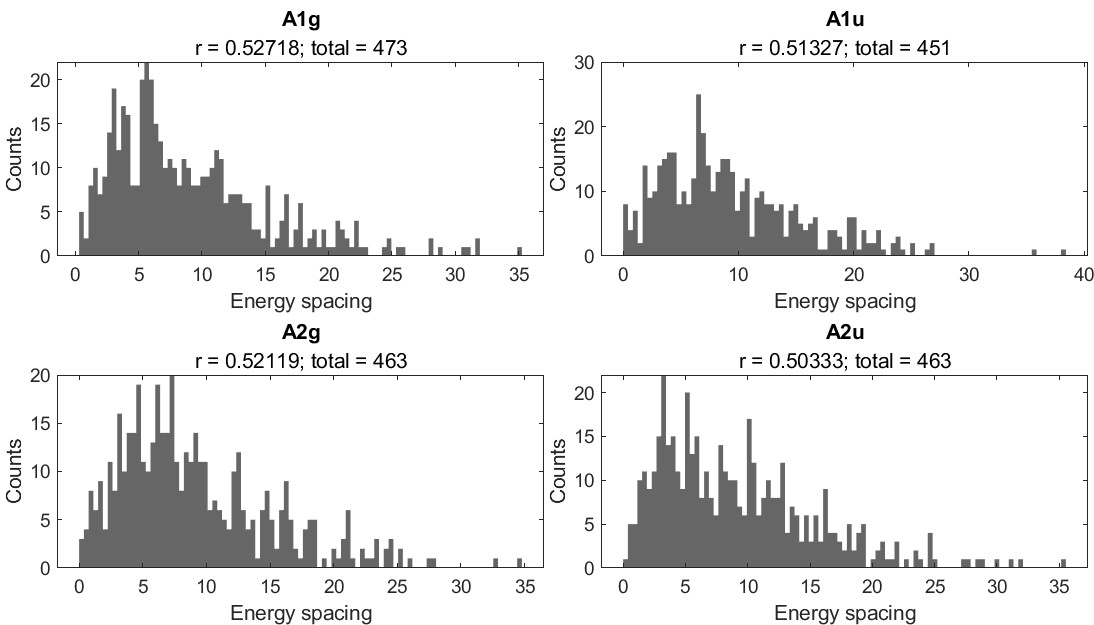 A1g
r = 0.52718; total = 473
20
15
10
5
0
Counts
0 5 10 15 20 25 30 35
Energy spacing
A1u
r = 0.51327; total = 451
30
20
10
0
Counts
0 10 20 30 40
Energy spacing
A2g
r = 0.52119; total = 463
20
15
10
5
0
Counts
0 5 10 15 20 25 30 35
Energy spacing
A2u
r = 0.50333; total = 463
20
15
10
5
0
Counts
0 5 10 15 20 25 30 35
Energy spacing